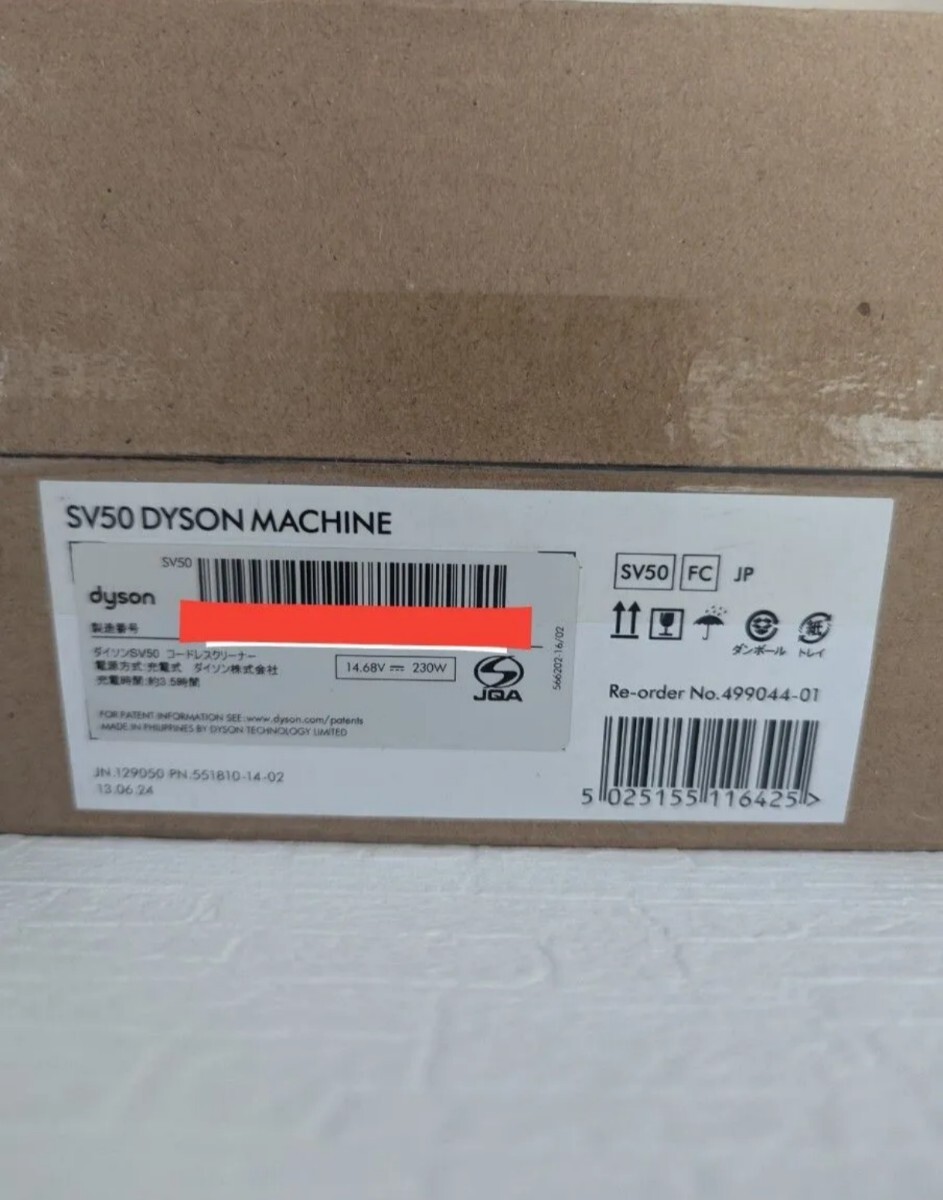 SV50 DYSON MACHINE
SV50
dyson
製造番号
ダイソンSV50 コードレスクリーナー
電源方式:充電式 ダイソン株式会社
充電時間:約3.5時間
14.68V ⎓ 230W
JQA
566202-16/02
FOR PATENT INFORMATION SEE: www.dyson.com/patents
MADE IN PHILIPPINES BY DYSON TECHNOLOGY LIMITED
JN.129050 PN.551810-14-02
13.06.24
SV50 FC JP
紙
ダンボール トレイ
Re-order No.499044-01
5 025155 116425 >